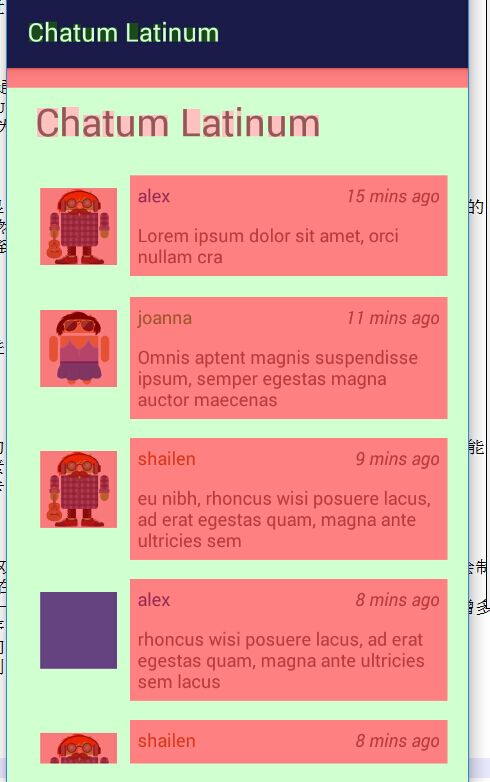 Chatum Latinum
Chatum Latinum
alex 15 mins ago
Lorem ipsum dolor sit amet, orci
nullam cra
joanna 11 mins ago
Omnis aptent magnis suspendisse
ipsum, semper egestas magna
auctor maecenas
shailen 9 mins ago
eu nibh, rhoncus wisi posuere lacus,
ad erat egestas quam, magna ante
ultricies sem
alex 8 mins ago
rhoncus wisi posuere lacus, ad erat
egestas quam, magna ante ultricies
sem lacus
shailen 8 mins ago
的
能